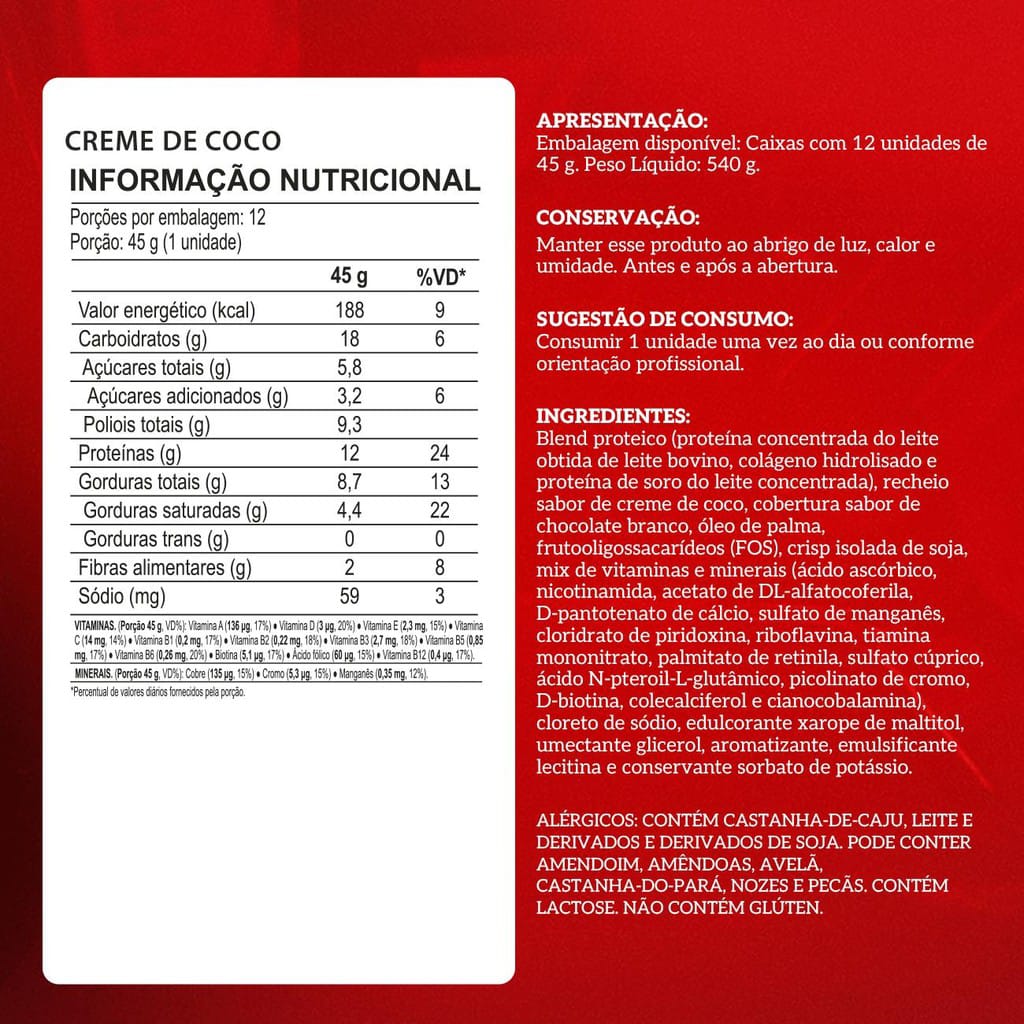 CREME DE COCO
INFORMAÇÃO NUTRICIONAL
Porções por embalagem: 12
Porção: 45 g (1 unidade)
45 g %VD*
Valor energético (kcal) 188 9
Carboidratos (g) 18 6
Açúcares totais (g) 5,8
Açúcares adicionados (g) 3,2 6
Poliois totais (g) 9,3
Proteínas (g) 12 24
Gorduras totais (g) 8,7 13
Gorduras saturadas (g) 4,4 22
Gorduras trans (g) 0 0
Fibras alimentares (g) 2 8
Sódio (mg) 59 3
VITAMINAS. (Porção 45 g, VD%): Vitamina A (136 µg, 17%) ● Vitamina D (3 µg, 20%) ● Vitamina E (2,3 mg, 15%) ● Vitamina
C (14 mg, 14%) ● Vitamina B1 (0,2 mg, 17%) ● Vitamina B2 (0,22 mg, 18%) ● Vitamina B3 (2,7 mg, 18%) ● Vitamina B5 (0,85
mg, 17%) ● Vitamina B6 (0,26 mg, 20%) ● Biotina (5,1 µg, 17%) ● Ácido fólico (60 µg, 15%) ● Vitamina B12 (0,4 µg, 17%).
MINERAIS. (Porção 45 g, VD%): Cobre (135 µg, 15%) ● Cromo (5,3 µg, 15%) ● Manganês (0,35 mg, 12%).
*Percentual de valores diários fornecidos pela porção.
APRESENTAÇÃO:
Embalagem disponível: Caixas com 12 unidades de
45 g. Peso Líquido: 540 g.
CONSERVAÇÃO:
Manter esse produto ao abrigo de luz, calor e
umidade. Antes e após a abertura.
SUGESTÃO DE CONSUMO:
Consumir 1 unidade uma vez ao dia ou conforme
orientação profissional.
INGREDIENTES:
Blend proteico (proteína concentrada do leite
obtida de leite bovino, colágeno hidrolisado e
proteína de soro do leite concentrada), recheio
sabor de creme de coco, cobertura sabor de
chocolate branco, óleo de palma,
frutooligossacarídeos (FOS), crisp isolada de soja,
mix de vitaminas e minerais (ácido ascórbico,
nicotinamida, acetato de DL-alfatocoferila,
D-pantotenato de cálcio, sulfato de manganês,
cloridrato de piridoxina, riboflavina, tiamina
mononitrato, palmitato de retinila, sulfato cúprico,
ácido N-pteroil-L-glutâmico, picolinato de cromo,
D-biotina, colecalciferol e cianocobalamina),
cloreto de sódio, edulcorante xarope de maltitol,
umectante glicerol, aromatizante, emulsificante
lecitina e conservante sorbato de potássio.
ALÉRGICOS: CONTÉM CASTANHA-DE-CAJU, LEITE E
DERIVADOS E DERIVADOS DE SOJA. PODE CONTER
AMENDOIM, AMÊNDOAS, AVELÃ,
CASTANHA-DO-PARÁ, NOZES E PECÃS. CONTÉM
LACTOSE. NÃO CONTÉM GLÚTEN.